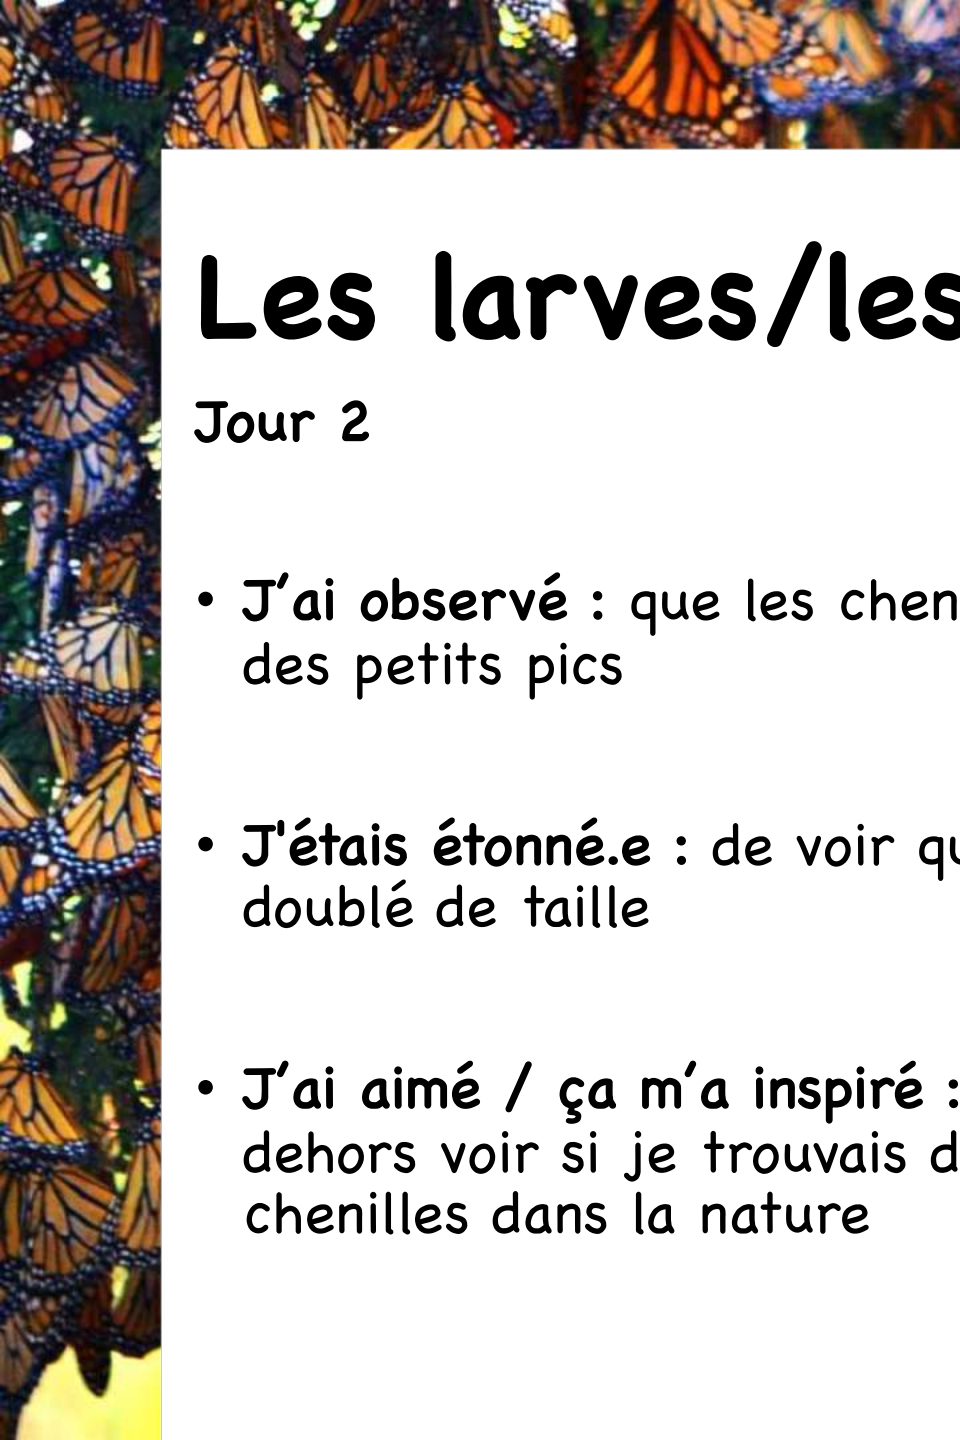 Les larves/les
Jour 2
• J’ai observé : que les chen
des petits pics
• J'étais étonné.e : de voir qu
doublé de taille
• J’ai aimé / ça m’a inspiré :
dehors voir si je trouvais d
chenilles dans la nature